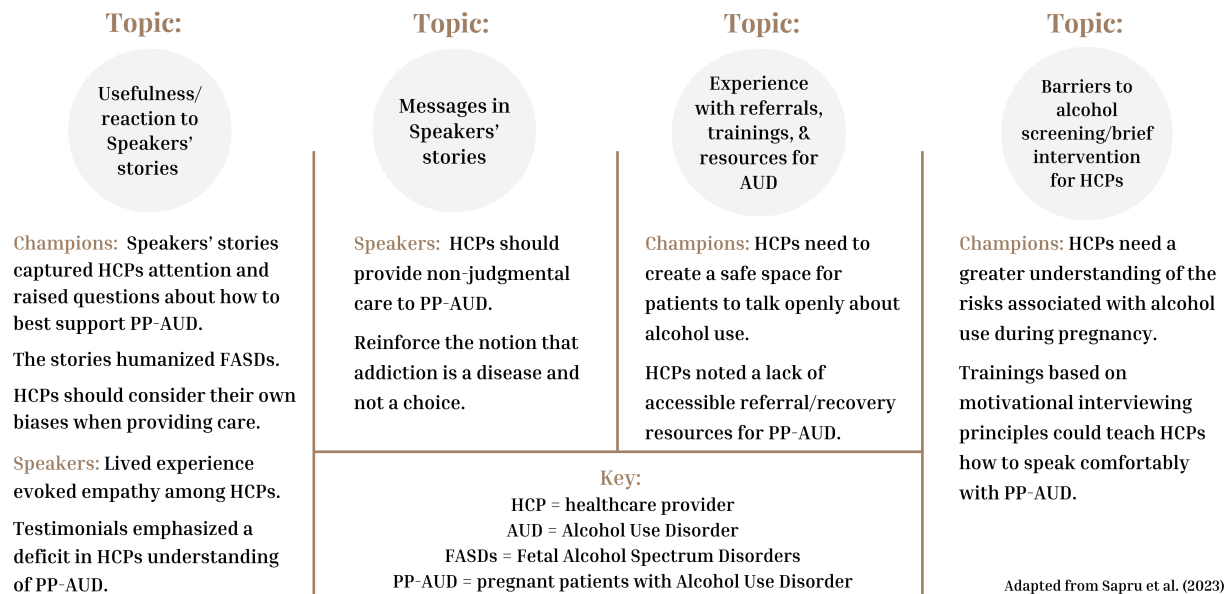 Topic:
Usefulness/
reaction to
Speakers’
stories
Champions: Speakers’ stories
captured HCPs attention and
raised questions about how to
best support PP-AUD.
The stories humanized FASDs.
HCPs should consider their own
biases when providing care.
Speakers: Lived experience
evoked empathy among HCPs.
Testimonials emphasized a
deficit in HCPs understanding
of PP-AUD.
Topic:
Messages in
Speakers’
stories
Speakers: HCPs should
provide non-judgmental
care to PP-AUD.
Reinforce the notion that
addiction is a disease and
not a choice.
Topic:
Experience
with referrals,
trainings, &
resources for
AUD
Champions: HCPs need to
create a safe space for
patients to talk openly about
alcohol use.
HCPs noted a lack of
accessible referral/recovery
resources for PP-AUD.
Topic:
Barriers to
alcohol
screening/brief
intervention
for HCPs
Champions: HCPs need a
greater understanding of the
risks associated with alcohol
use during pregnancy.
Trainings based on
motivational interviewing
principles could teach HCPs
how to speak comfortably
with PP-AUD.
Key:
HCP = healthcare provider
AUD = Alcohol Use Disorder
FASDs = Fetal Alcohol Spectrum Disorders
PP-AUD = pregnant patients with Alcohol Use Disorder
Adapted from Sapru et al. (2023)